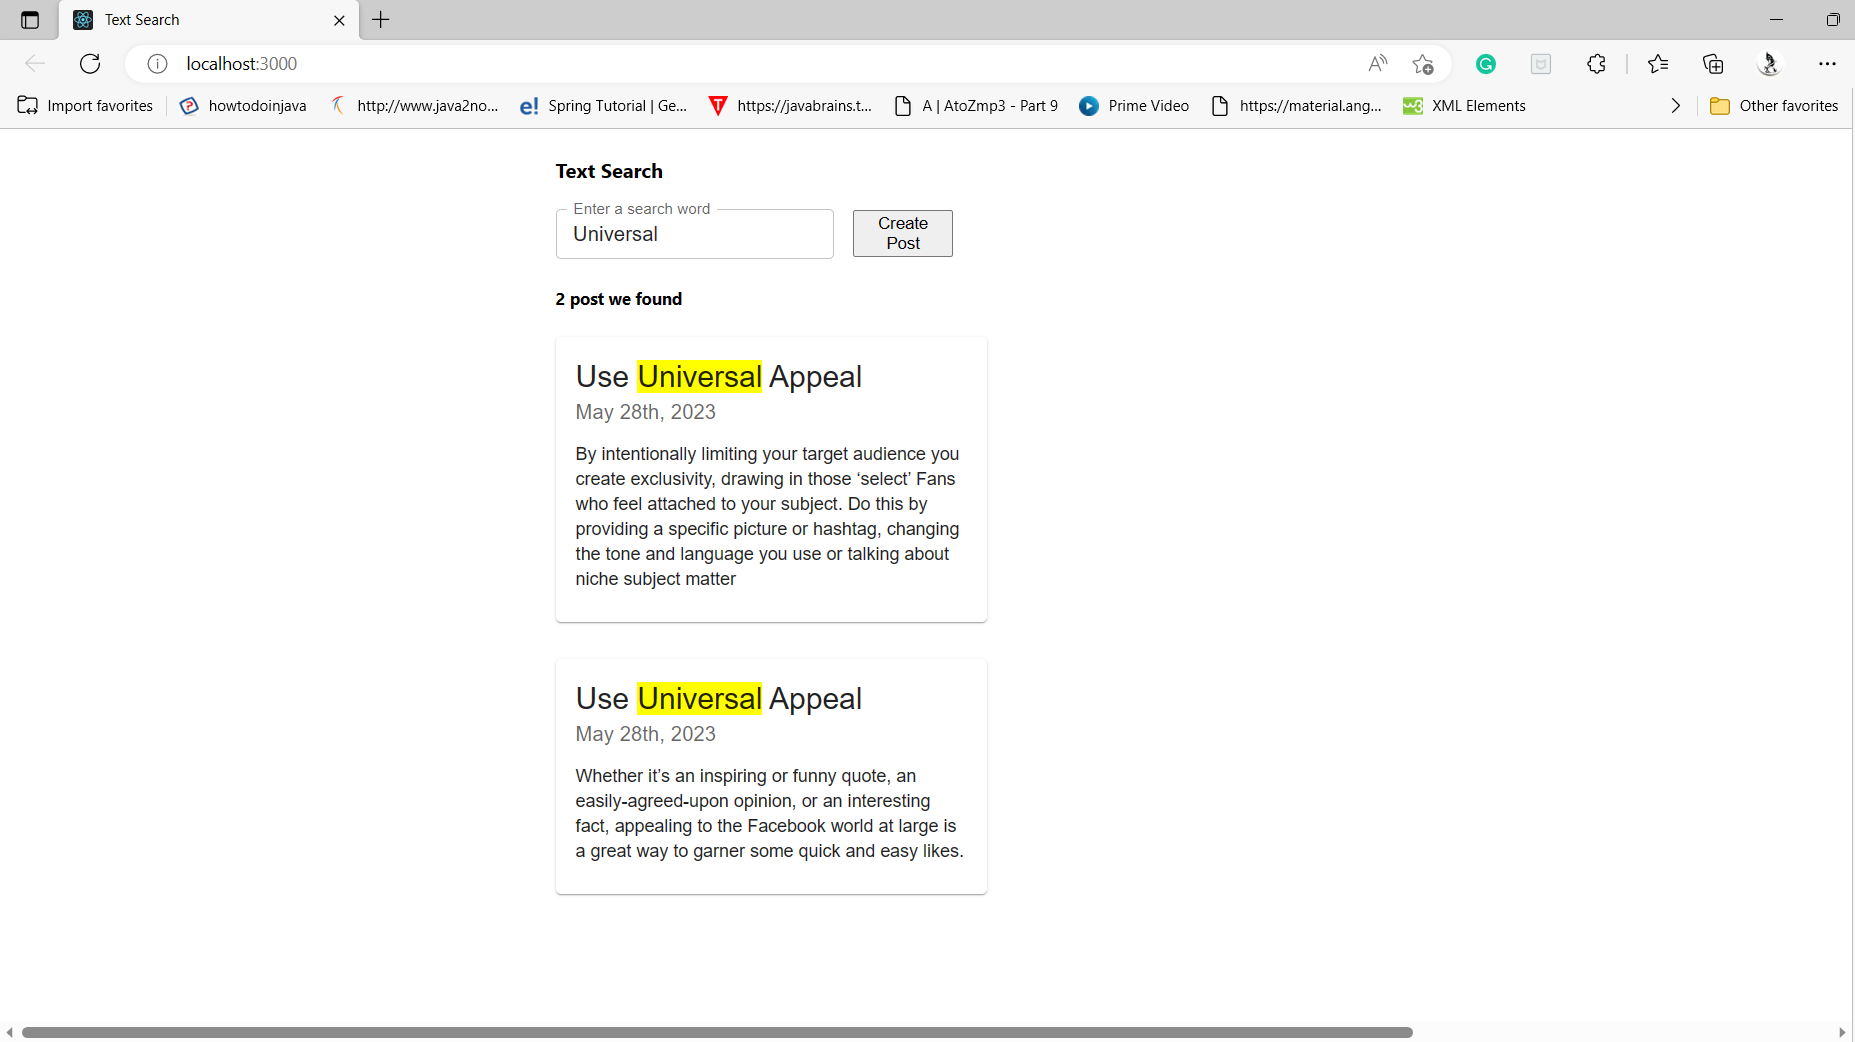 Text Search
localhost:3000
Import favorites howtodoinjava http://www.java2no... e! Spring Tutorial | Ge... https://javabrains.t... A | AtoZmp3 - Part 9 Prime Video https://material.ang... w3 XML Elements Other favorites
Text Search
Enter a search word
Universal
Create
Post
2 post we found
Use Universal Appeal
May 28th, 2023
By intentionally limiting your target audience you
create exclusivity, drawing in those ‘select’ Fans
who feel attached to your subject. Do this by
providing a specific picture or hashtag, changing
the tone and language you use or talking about
niche subject matter
Use Universal Appeal
May 28th, 2023
Whether it’s an inspiring or funny quote, an
easily-agreed-upon opinion, or an interesting
fact, appealing to the Facebook world at large is
a great way to garner some quick and easy likes.